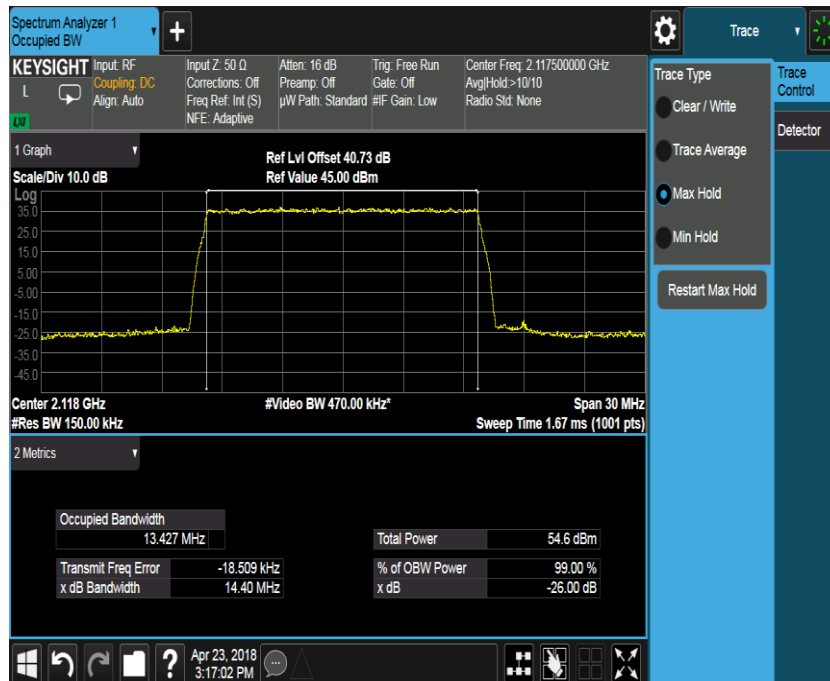 Spectrum Analyzer 1
Occupied BW
+
Trace
KEYSIGHT
L
LXI
Input: RF
Coupling: DC
Align: Auto
Input Z: 50 Ω
Corrections: Off
Freq Ref: Int (S)
NFE: Adaptive
Atten: 16 dB
Preamp: Off
µW Path: Standard
Trig: Free Run
Gate: Off
#IF Gain: Low
Center Freq: 2.117500000 GHz
Avg|Hold:>10/10
Radio Std: None
Trace Type
Clear / Write
Trace Average
Max Hold
Min Hold
Restart Max Hold
Trace
Control
Detector
1 Graph
Scale/Div 10.0 dB
Ref Lvl Offset 40.73 dB
Ref Value 45.00 dBm
Log
35.0
25.0
15.0
5.00
-5.00
-15.0
-25.0
-35.0
-45.0
Center 2.118 GHz
#Video BW 470.00 kHz*
Span 30 MHz
#Res BW 150.00 kHz
Sweep Time 1.67 ms (1001 pts)
2 Metrics
Occupied Bandwidth
13.427 MHz
Total Power 54.6 dBm
Transmit Freq Error -18.509 kHz
% of OBW Power 99.00 %
x dB Bandwidth 14.40 MHz
x dB -26.00 dB
?
Apr 23, 2018
3:17:02 PM